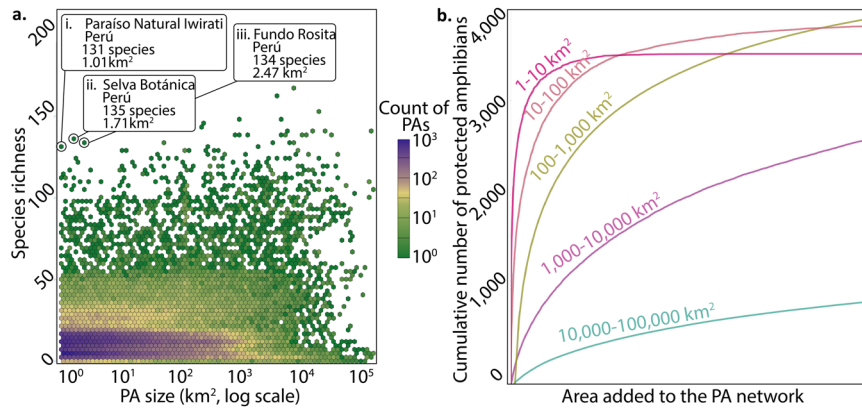 a.
200
150
100
50
0
Species richness
i. Paraíso Natural Iwirati
Perú
131 species
1.01km²
ii. Selva Botánica
Perú
135 species
1.71km²
iii. Fundo Rosita
Perú
134 species
2.47 km²
10⁰ 10¹ 10² 10³ 10⁴ 10⁵
PA size (km², log scale)
Count of
PAs
10³
10²
10¹
10⁰
b.
4,000
3,000
2,000
1,000
0
Cumulative number of protected amphibians
1-10 km²
10-100 km²
100-1,000 km²
1,000-10,000 km²
10,000-100,000 km²
Area added to the PA network